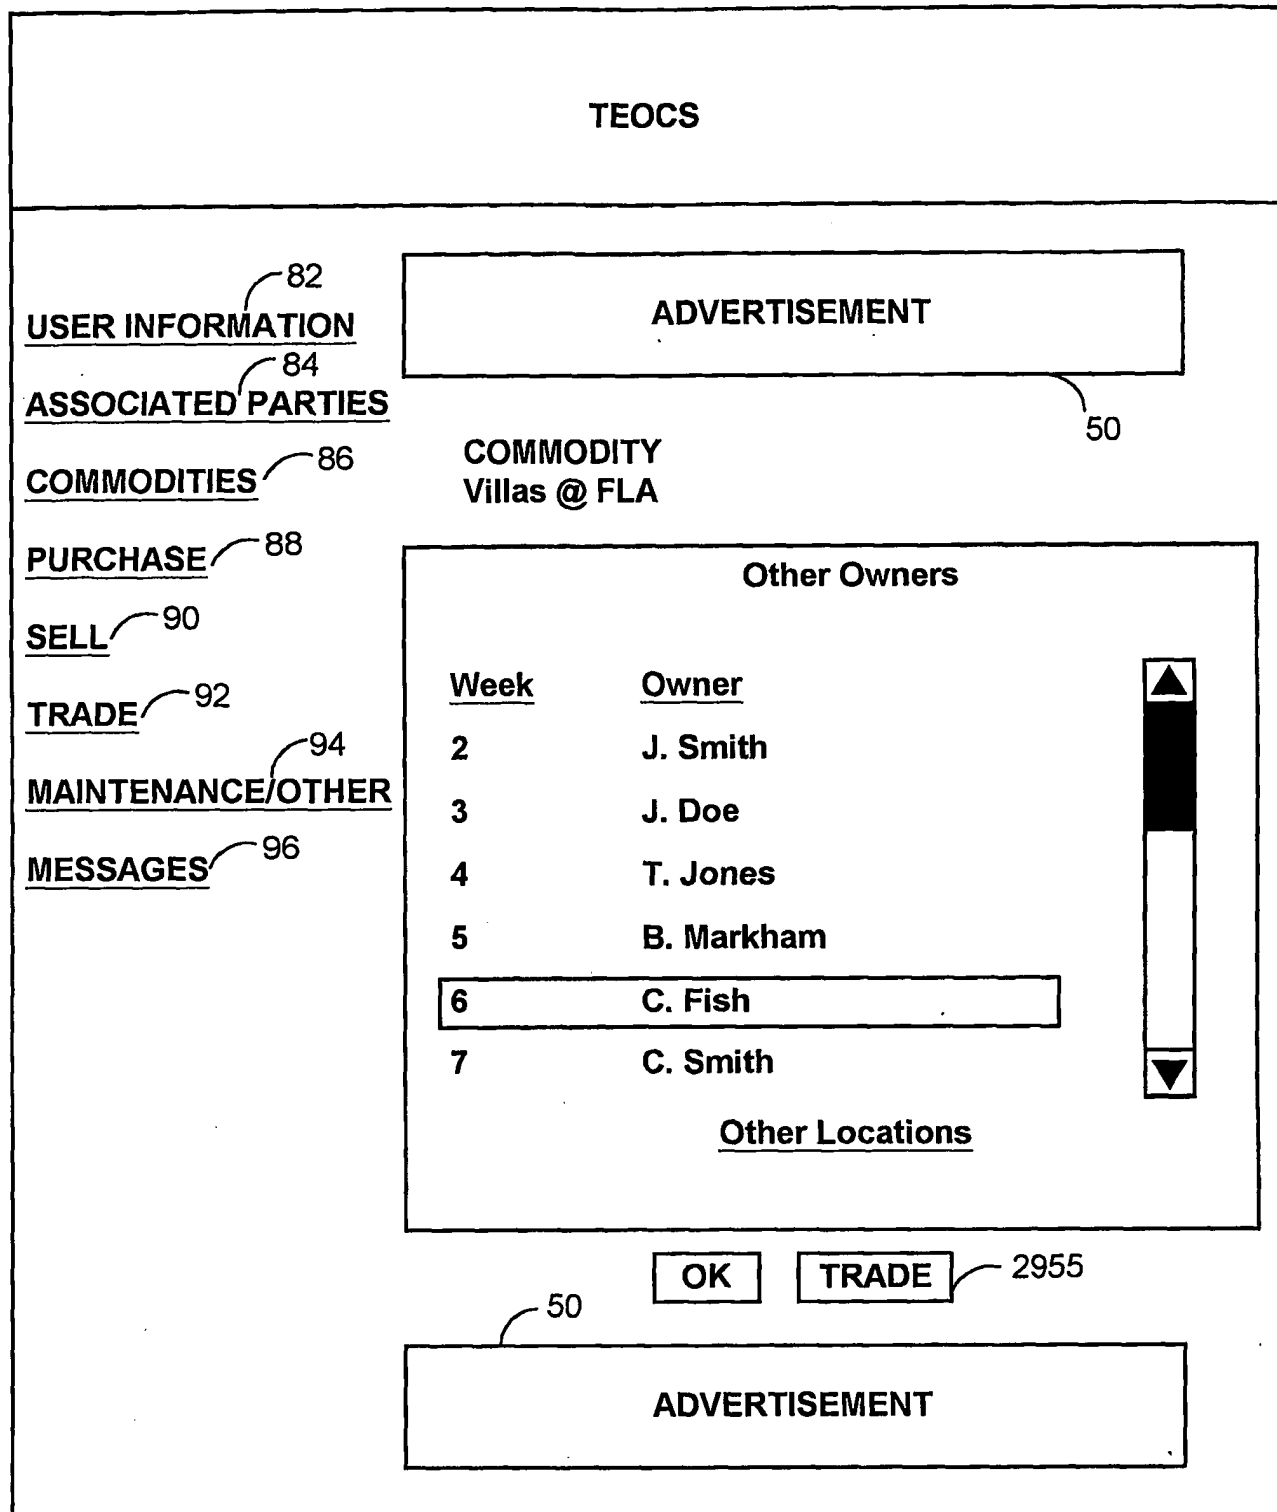 TEOCS
82
USER INFORMATION
84
ASSOCIATED PARTIES
86
COMMODITIES
88
PURCHASE
90
SELL
92
TRADE
94
MAINTENANCE/OTHER
96
MESSAGES
ADVERTISEMENT
50
COMMODITY
Villas @ FLA
Other Owners
Week Owner
2 J. Smith
3 J. Doe
4 T. Jones
5 B. Markham
6 C. Fish
7 C. Smith
Other Locations
OK TRADE 2955
50
ADVERTISEMENT